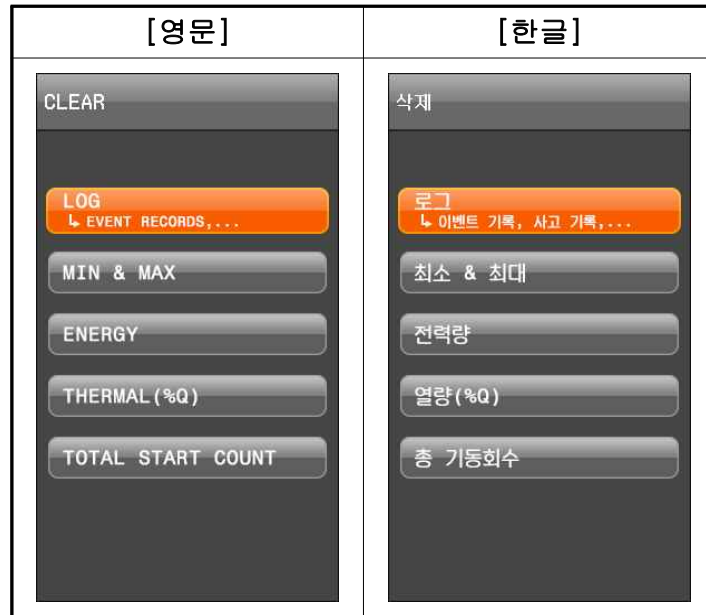 [영문]
CLEAR
LOG
↳ EVENT RECORDS,...
MIN & MAX
ENERGY
THERMAL(%Q)
TOTAL START COUNT
[한글]
삭제
로그
↳ 이벤트 기록, 사고 기록,...
최소 & 최대
전력량
열량(%Q)
총 기동회수